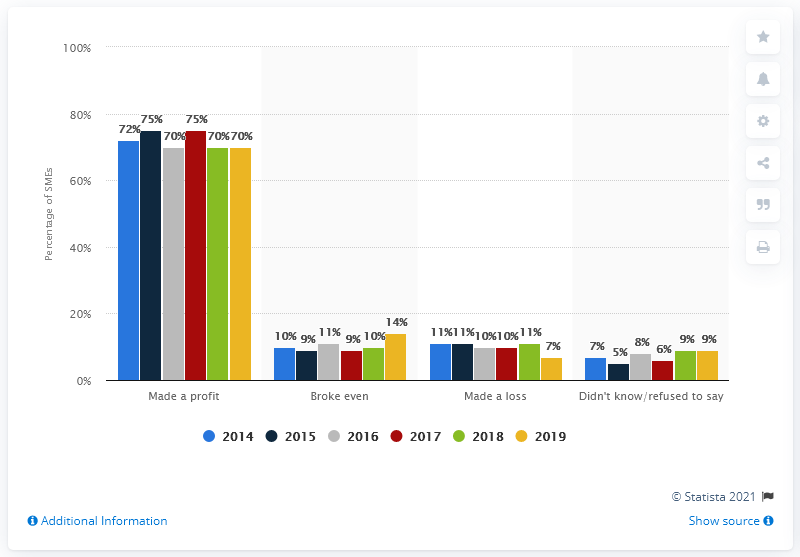 100%
80%
60%
40%
20%
0%
Percentage of SMEs
72% 75% 70% 75% 70% 70%
10% 9% 11% 9% 10% 14%
11% 11% 10% 10% 11% 7%
7% 5% 8% 6% 9% 9%
Made a profit Broke even Made a loss Didn't know/refused to say
2014 2015 2016 2017 2018 2019
© Statista 2021
Additional Information Show source